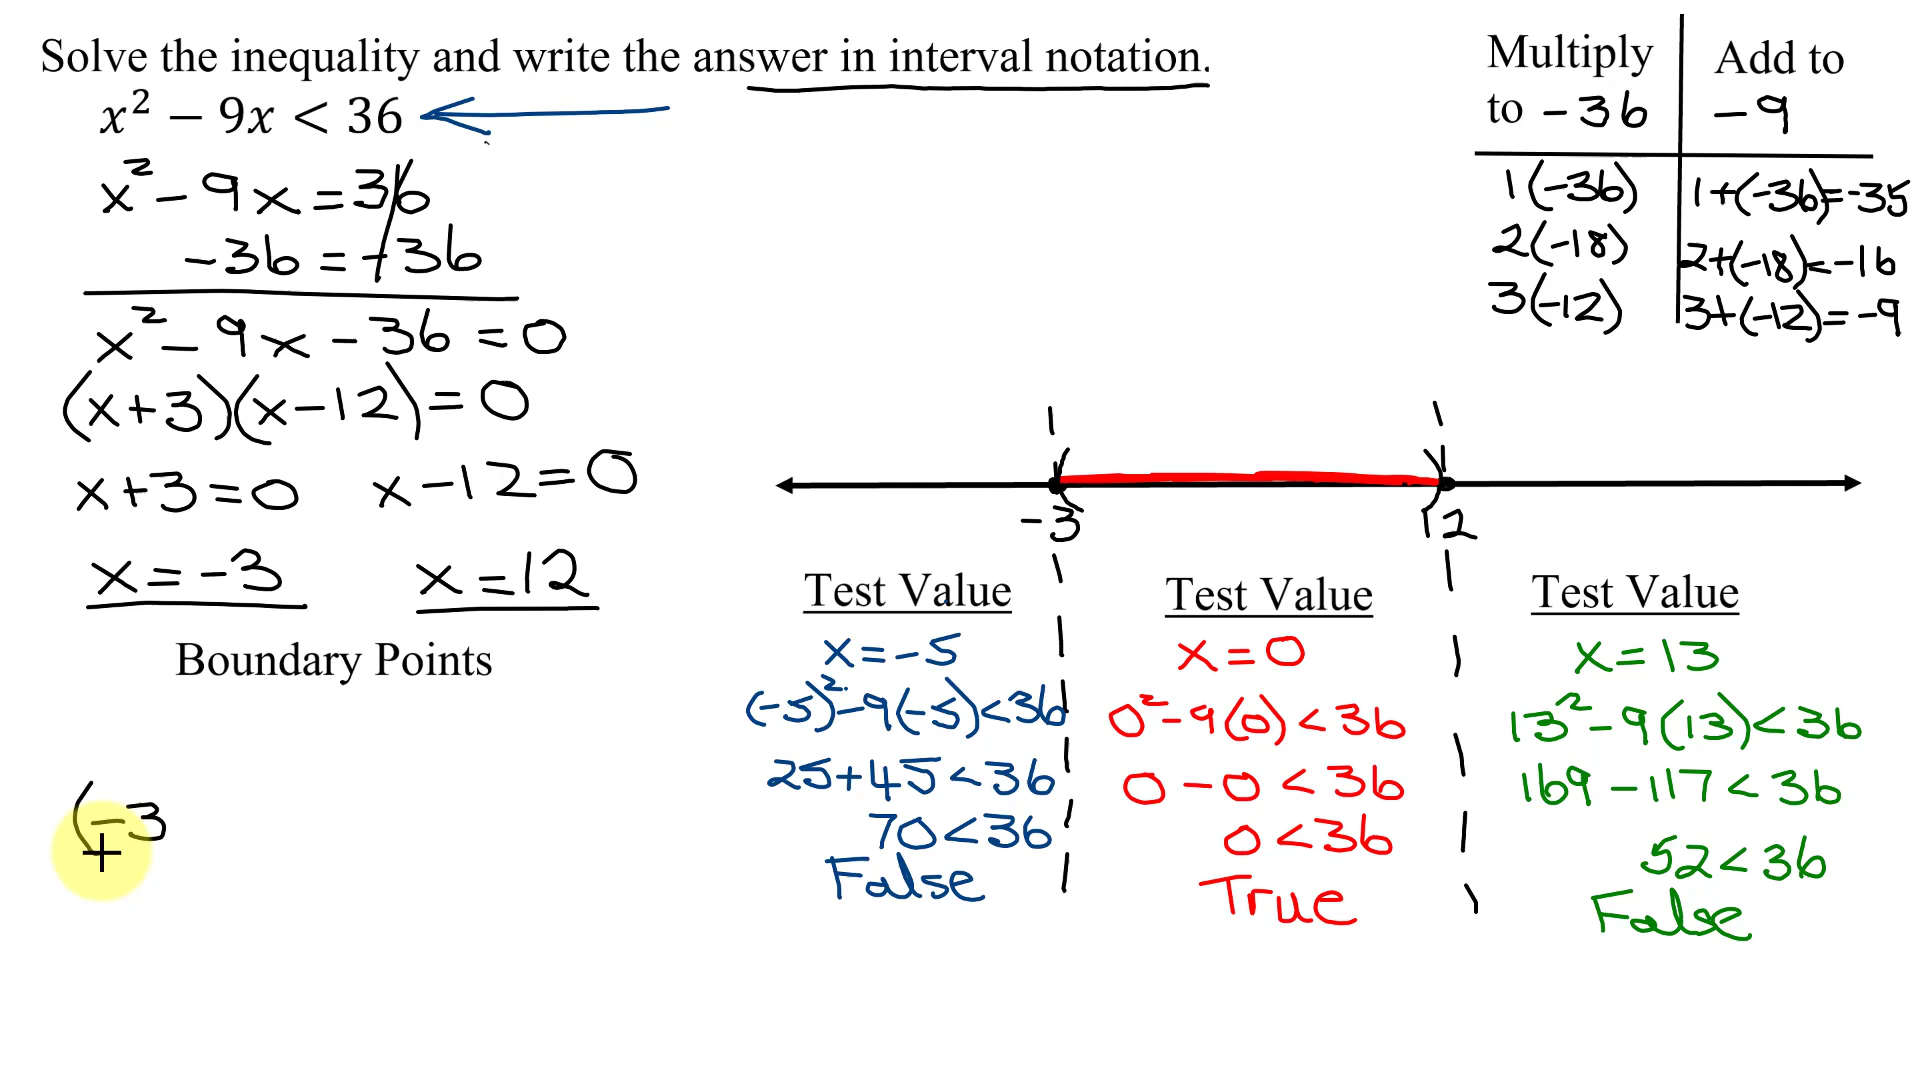 Solve the inequality and write the answer in interval notation.
x² − 9x < 36
x² - 9x = 36
-36 = -36
x² - 9x - 36 = 0
(x+3)(x-12) = 0
x+3=0 x-12=0
x=-3 x=12
Boundary Points
(-3
Multiply to -36 | Add to -9
1(-36) | 1+(-36)=-35
2(-18) | 2+(-18)=-16
3(-12) | 3+(-12)=-9
-3 12
Test Value
x=-5
(-5)²-9(-5)<36
25+45<36
70<36
False
Test Value
x=0
0²-9(0)<36
0-0<36
0<36
True
Test Value
x=13
13²-9(13)<36
169-117<36
52<36
False